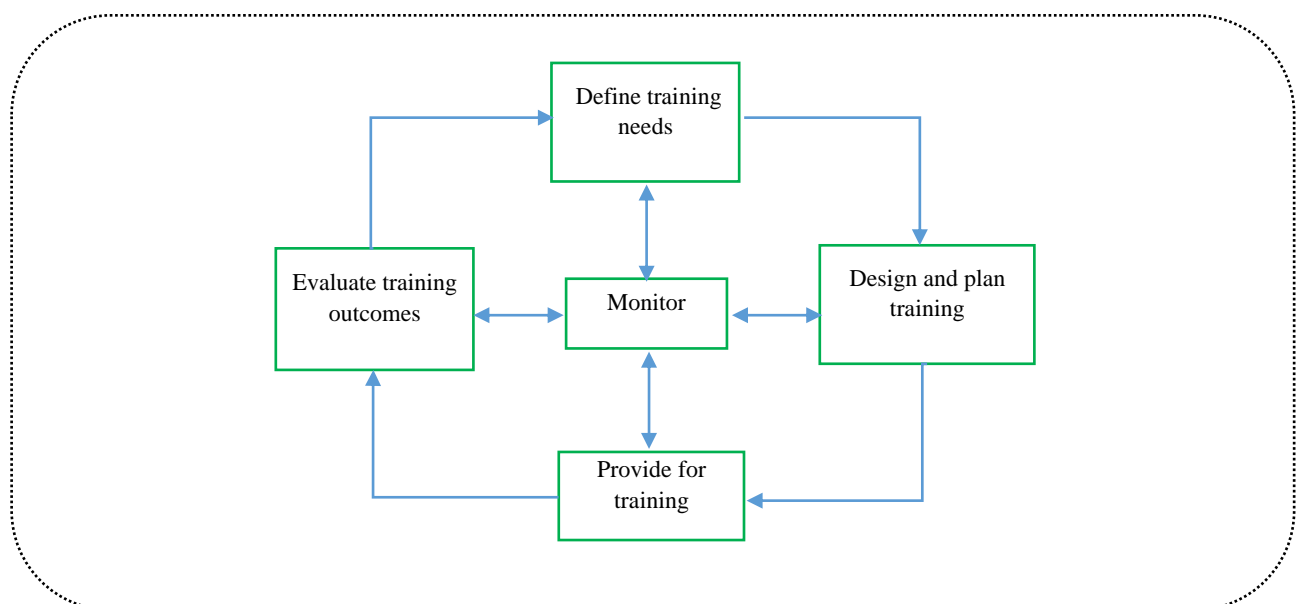 Define training
needs
Evaluate training
outcomes
Monitor
Design and plan
training
Provide for
training